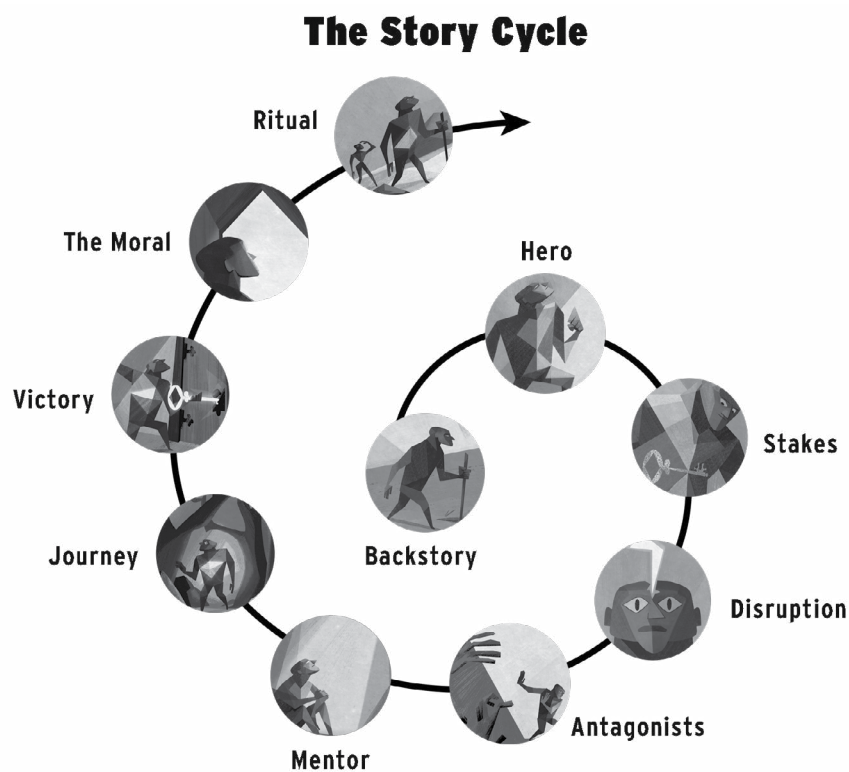 The Story Cycle
Ritual
The Moral
Hero
Victory
Stakes
Journey
Backstory
Disruption
Antagonists
Mentor